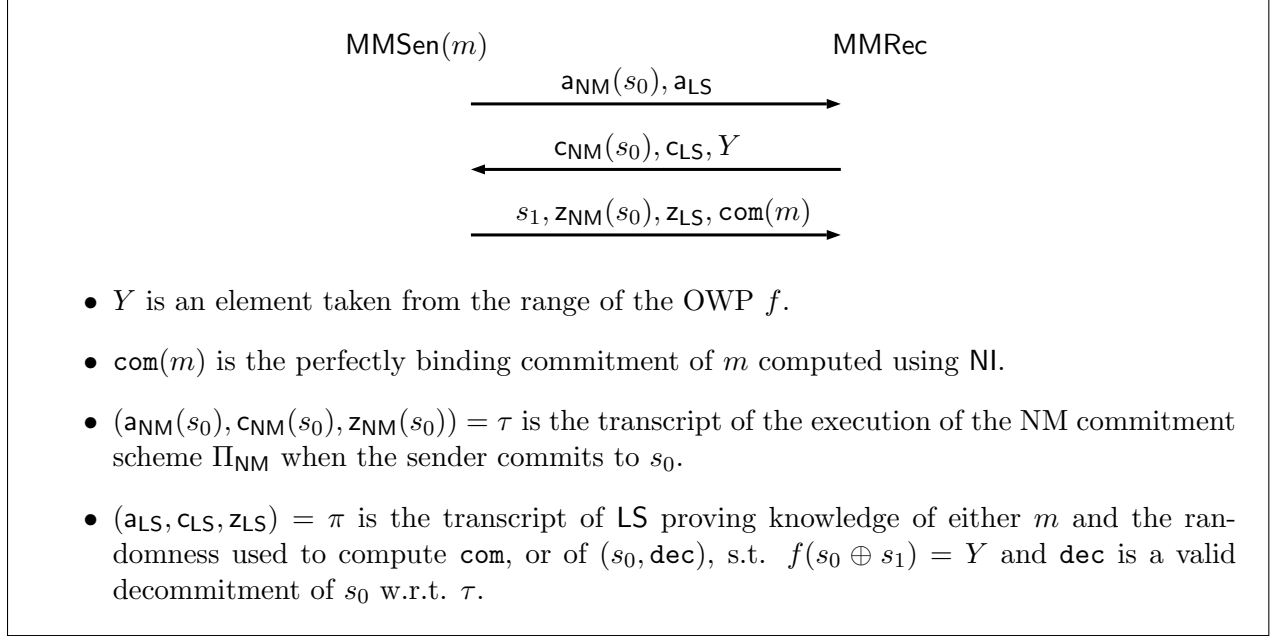 MMSen(m) MMRec
a_NM(s_0), a_LS
c_NM(s_0), c_LS, Y
s_1, z_NM(s_0), z_LS, com(m)
• Y is an element taken from the range of the OWP f.
• com(m) is the perfectly binding commitment of m computed using NI.
• (a_NM(s_0), c_NM(s_0), z_NM(s_0)) = τ is the transcript of the execution of the NM commitment
scheme Π_NM when the sender commits to s_0.
• (a_LS, c_LS, z_LS) = π is the transcript of LS proving knowledge of either m and the ran-
domness used to compute com, or of (s_0, dec), s.t. f(s_0 ⊕ s_1) = Y and dec is a valid
decommitment of s_0 w.r.t. τ.